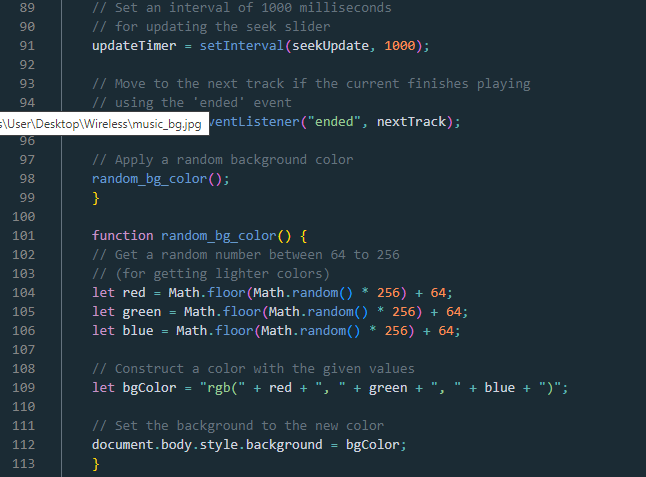 89 // Set an interval of 1000 milliseconds
90 // for updating the seek slider
91 updateTimer = setInterval(seekUpdate, 1000);
92
93 // Move to the next track if the current finishes playing
94 // using the 'ended' event
s\User\Desktop\Wireless\music_bg.jpg ventListener("ended", nextTrack);
96
97 // Apply a random background color
98 random_bg_color();
99 }
100
101 function random_bg_color() {
102 // Get a random number between 64 to 256
103 // (for getting lighter colors)
104 let red = Math.floor(Math.random() * 256) + 64;
105 let green = Math.floor(Math.random() * 256) + 64;
106 let blue = Math.floor(Math.random() * 256) + 64;
107
108 // Construct a color with the given values
109 let bgColor = "rgb(" + red + ", " + green + ", " + blue + ")";
110
111 // Set the background to the new color
112 document.body.style.background = bgColor;
113 }